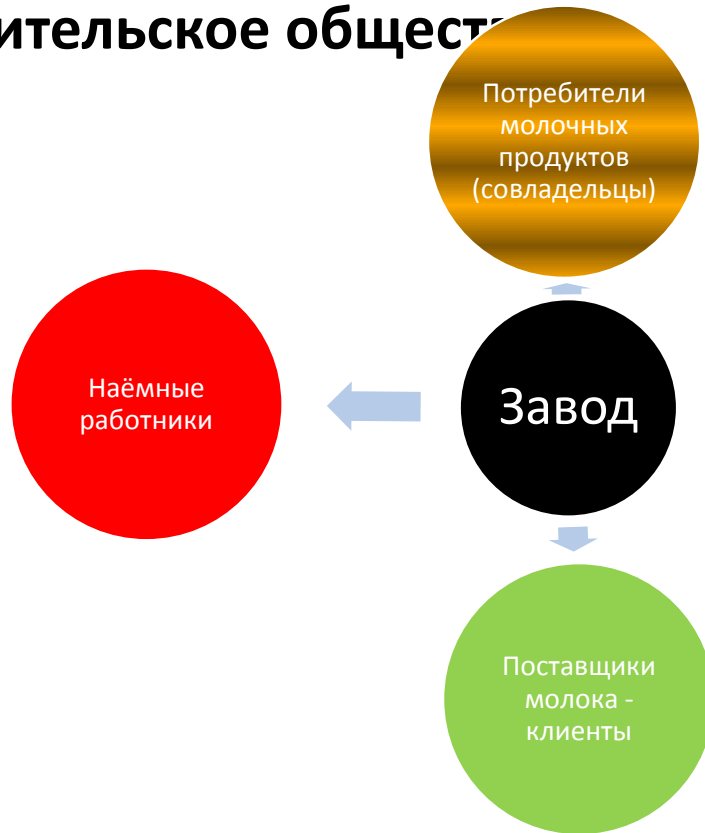 ительское общест
Потребители
молочных
продуктов
(совладельцы)
Наёмные
работники
Завод
Поставщики
молока -
клиенты